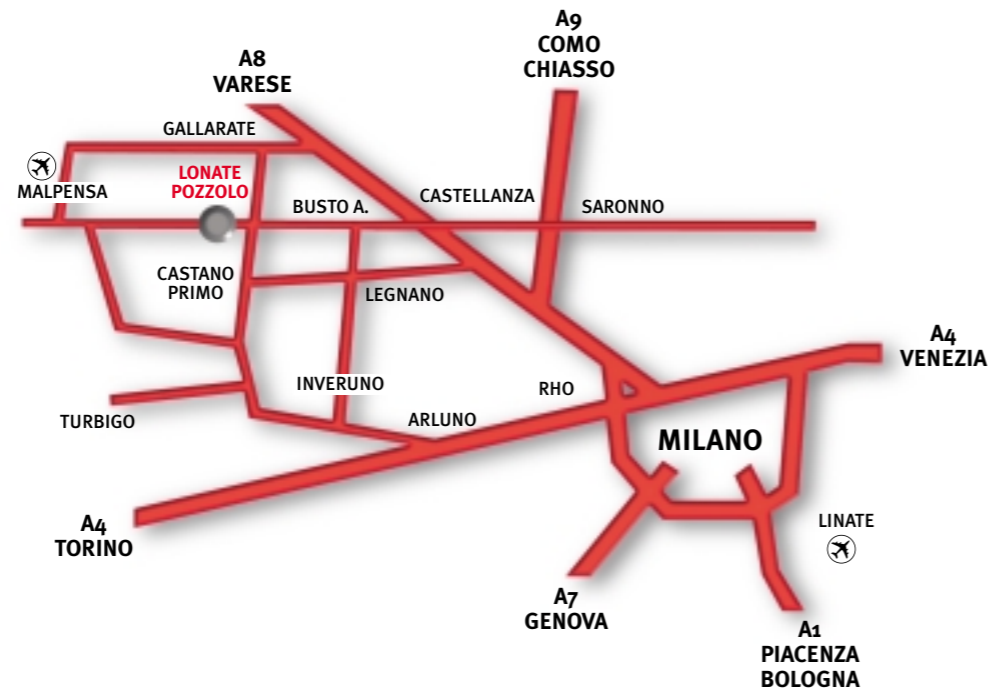 A9
COMO
CHIASSO
A8
VARESE
GALLARATE
MALPENSA
LONATE
POZZOLO
BUSTO A.
CASTELLANZA
SARONNO
CASTANO
PRIMO
LEGNANO
A4
VENEZIA
INVERUNO
RHO
TURBIGO
ARLUNO
MILANO
A4
TORINO
LINATE
A7
GENOVA
A1
PIACENZA
BOLOGNA